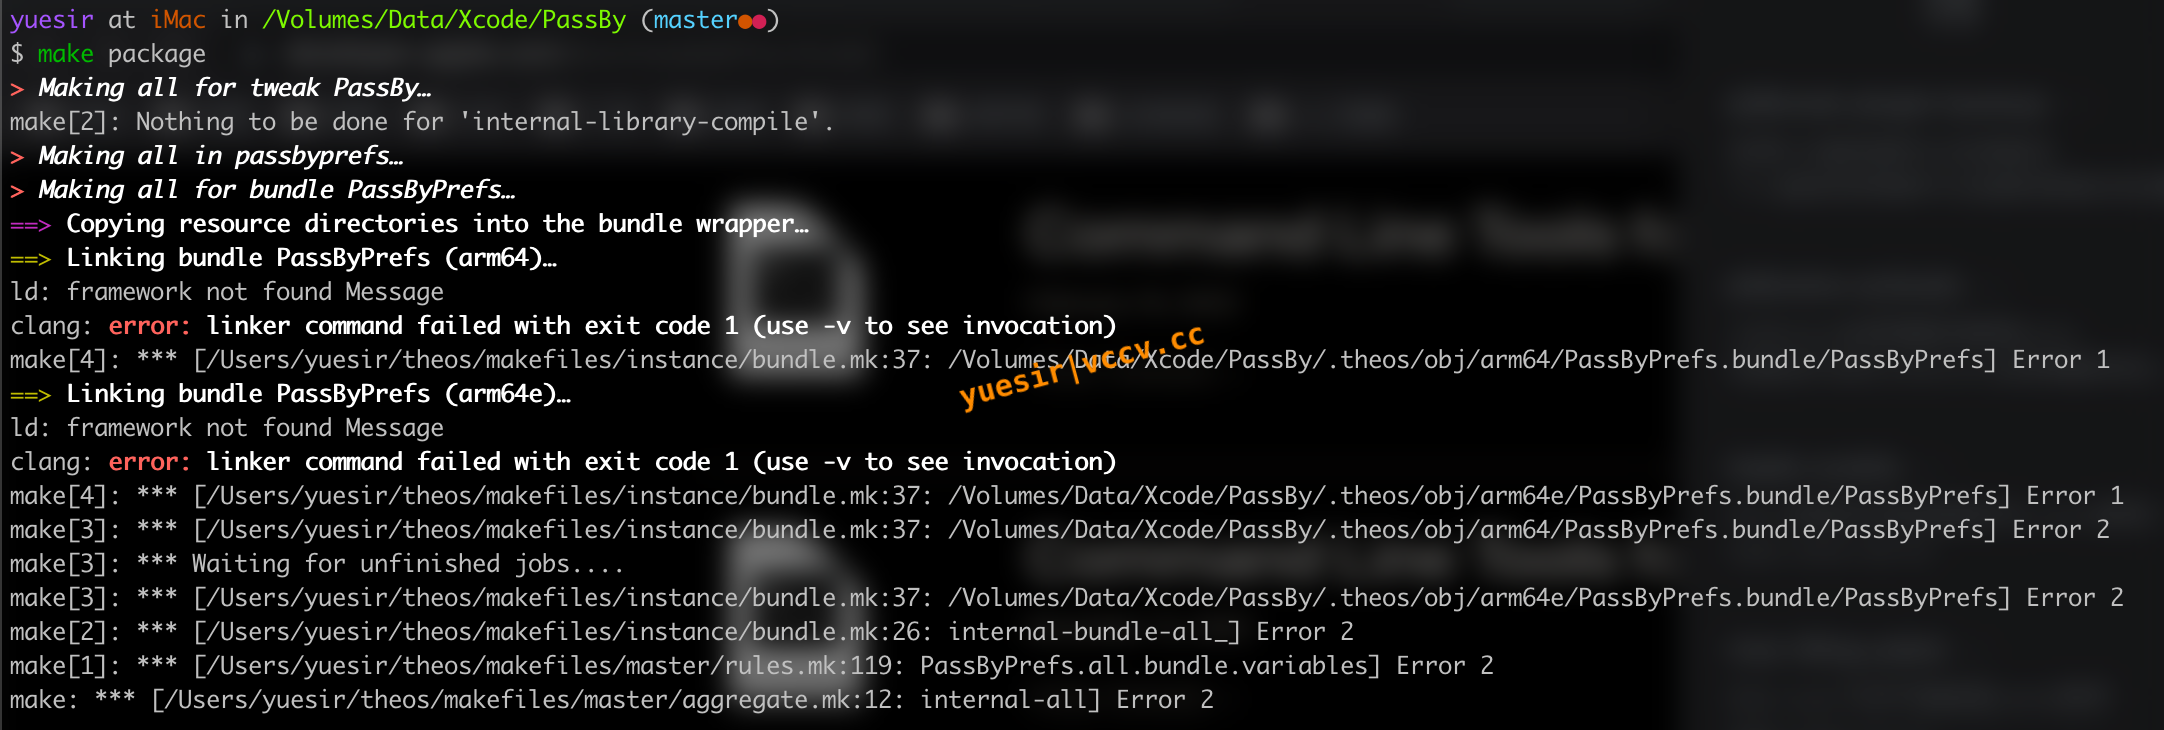 yuesir at iMac in /Volumes/Data/Xcode/PassBy (master●●)
$ make package
> Making all for tweak PassBy…
make[2]: Nothing to be done for 'internal-library-compile'.
> Making all in passbyprefs…
> Making all for bundle PassByPrefs…
==> Copying resource directories into the bundle wrapper…
==> Linking bundle PassByPrefs (arm64)…
ld: framework not found Message
clang: error: linker command failed with exit code 1 (use -v to see invocation)
make[4]: *** [/Users/yuesir/theos/makefiles/instance/bundle.mk:37: /Volumes/Data/Xcode/PassBy/.theos/obj/arm64/PassByPrefs.bundle/PassByPrefs] Error 1
yuesir|vccv.cc
==> Linking bundle PassByPrefs (arm64e)…
ld: framework not found Message
clang: error: linker command failed with exit code 1 (use -v to see invocation)
make[4]: *** [/Users/yuesir/theos/makefiles/instance/bundle.mk:37: /Volumes/Data/Xcode/PassBy/.theos/obj/arm64e/PassByPrefs.bundle/PassByPrefs] Error 1
make[3]: *** [/Users/yuesir/theos/makefiles/instance/bundle.mk:37: /Volumes/Data/Xcode/PassBy/.theos/obj/arm64/PassByPrefs.bundle/PassByPrefs] Error 2
make[3]: *** Waiting for unfinished jobs....
make[3]: *** [/Users/yuesir/theos/makefiles/instance/bundle.mk:37: /Volumes/Data/Xcode/PassBy/.theos/obj/arm64e/PassByPrefs.bundle/PassByPrefs] Error 2
make[2]: *** [/Users/yuesir/theos/makefiles/instance/bundle.mk:26: internal-bundle-all_] Error 2
make[1]: *** [/Users/yuesir/theos/makefiles/master/rules.mk:119: PassByPrefs.all.bundle.variables] Error 2
make: *** [/Users/yuesir/theos/makefiles/master/aggregate.mk:12: internal-all] Error 2
Command Line Tools
Command Line Tools